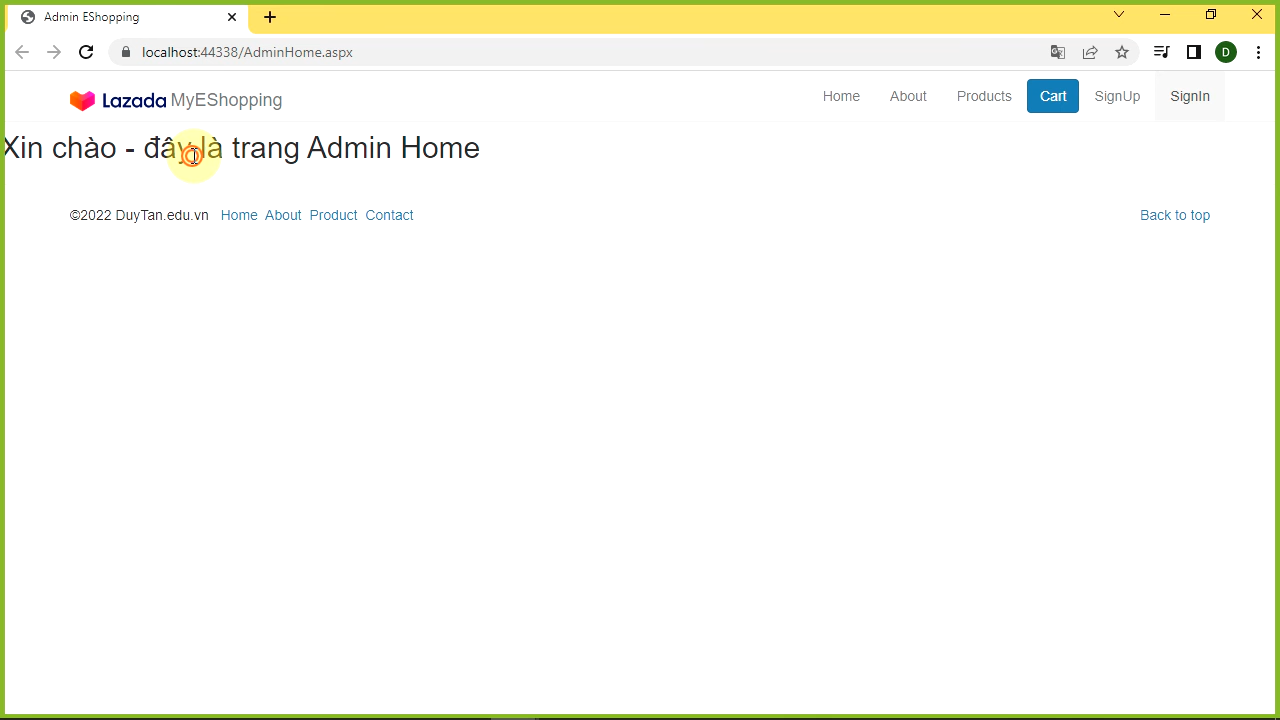 Admin EShopping
localhost:44338/AdminHome.aspx
D
Lazada MyEShopping
Home About Products Cart SignUp SignIn
Xin chào - đây là trang Admin Home
©2022 DuyTan.edu.vn Home About Product Contact
Back to top